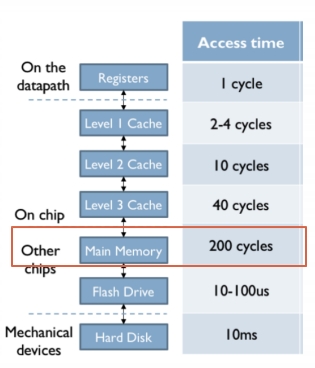 Access time
On the
datapath
Registers
1 cycle
Level 1 Cache
2-4 cycles
Level 2 Cache
10 cycles
Level 3 Cache
40 cycles
On chip
Other
chips
Main Memory
200 cycles
Flash Drive
10-100us
Mechanical
devices
Hard Disk
10ms